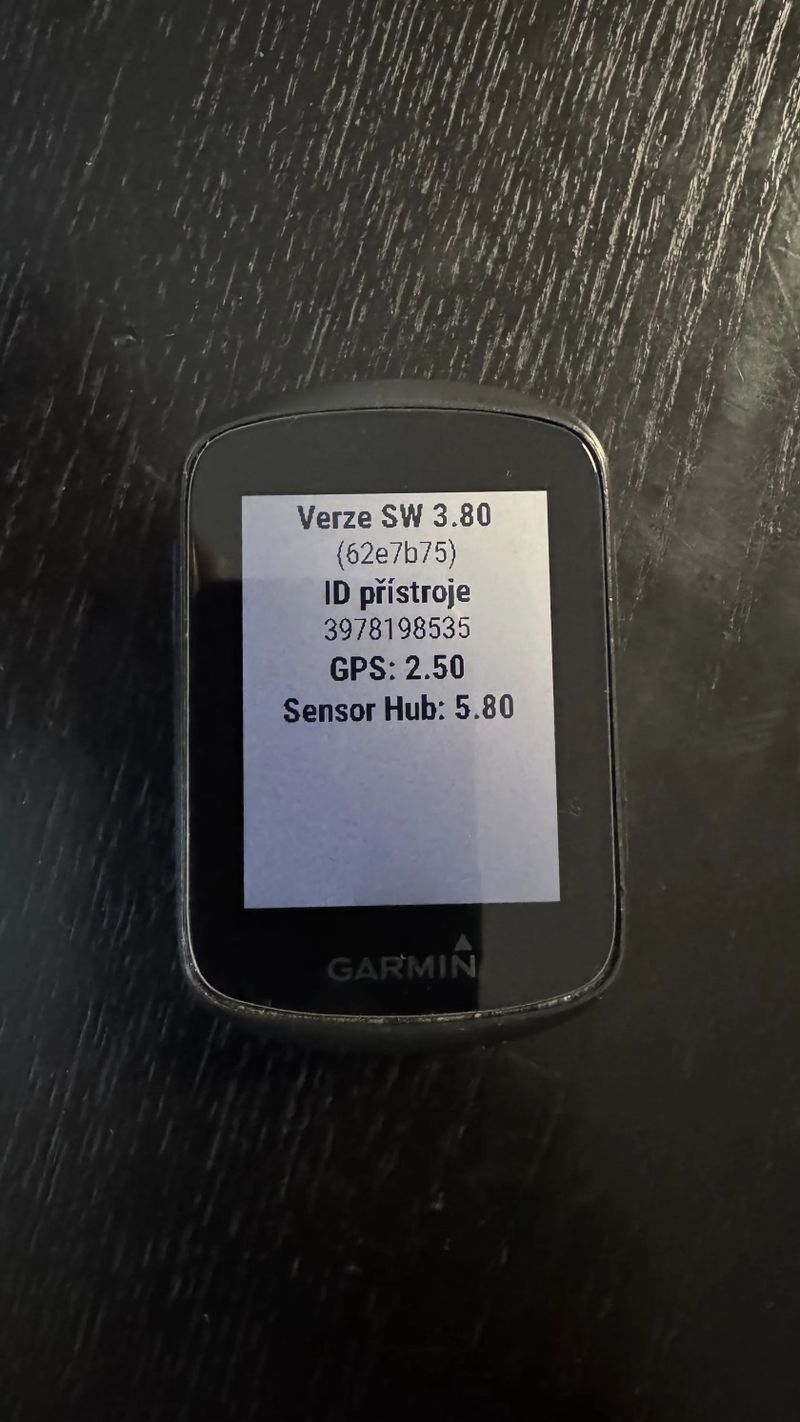 Verze SW 3.80
(62e7b75)
ID přístroje
3978198535
GPS: 2.50
Sensor Hub: 5.80
GARMIN